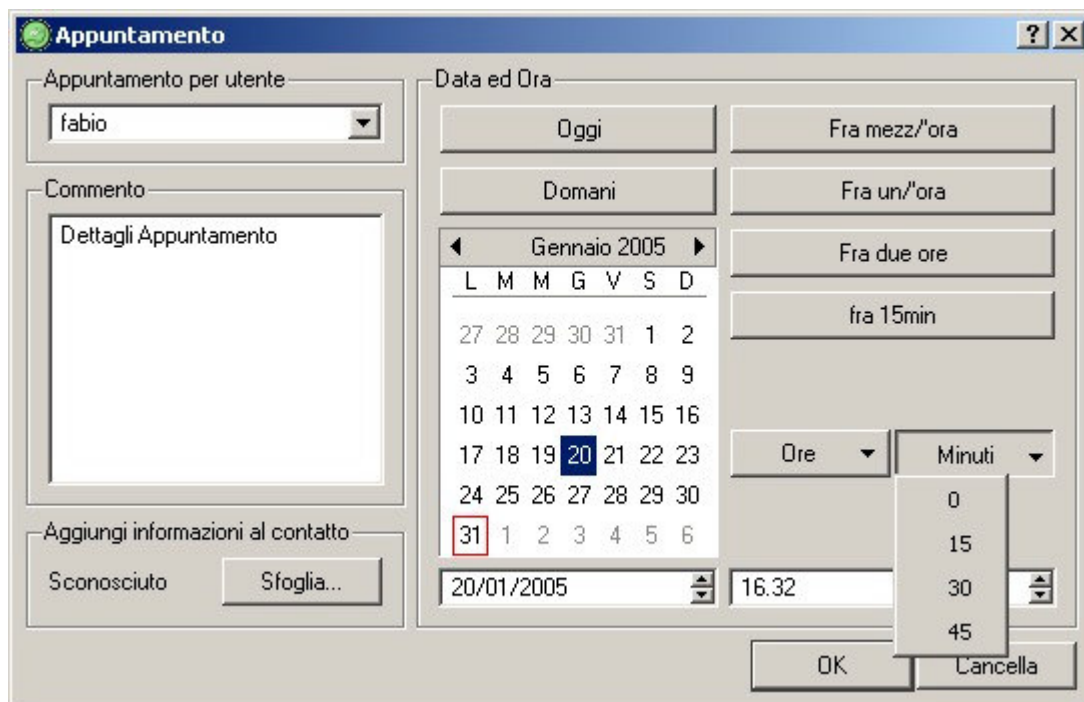 Appuntamento
Appuntamento per utente
fabio
Commento
Dettagli Appuntamento
Aggiungi informazioni al contatto
Sconosciuto Sfoglia...
Data ed Ora
Oggi
Domani
Gennaio 2005
L M M G V S D
27 28 29 30 31 1 2
3 4 5 6 7 8 9
10 11 12 13 14 15 16
17 18 19 20 21 22 23
24 25 26 27 28 29 30
31 1 2 3 4 5 6
20/01/2005
Fra mezz/'ora
Fra un/'ora
Fra due ore
fra 15min
Ore Minuti
0
15
30
45
16.32
OK Cancella